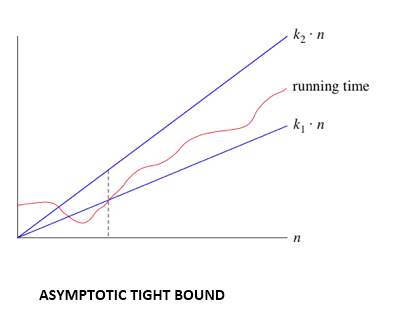 k₂ · n
running time
k₁ · n
n
ASYMPTOTIC TIGHT BOUND